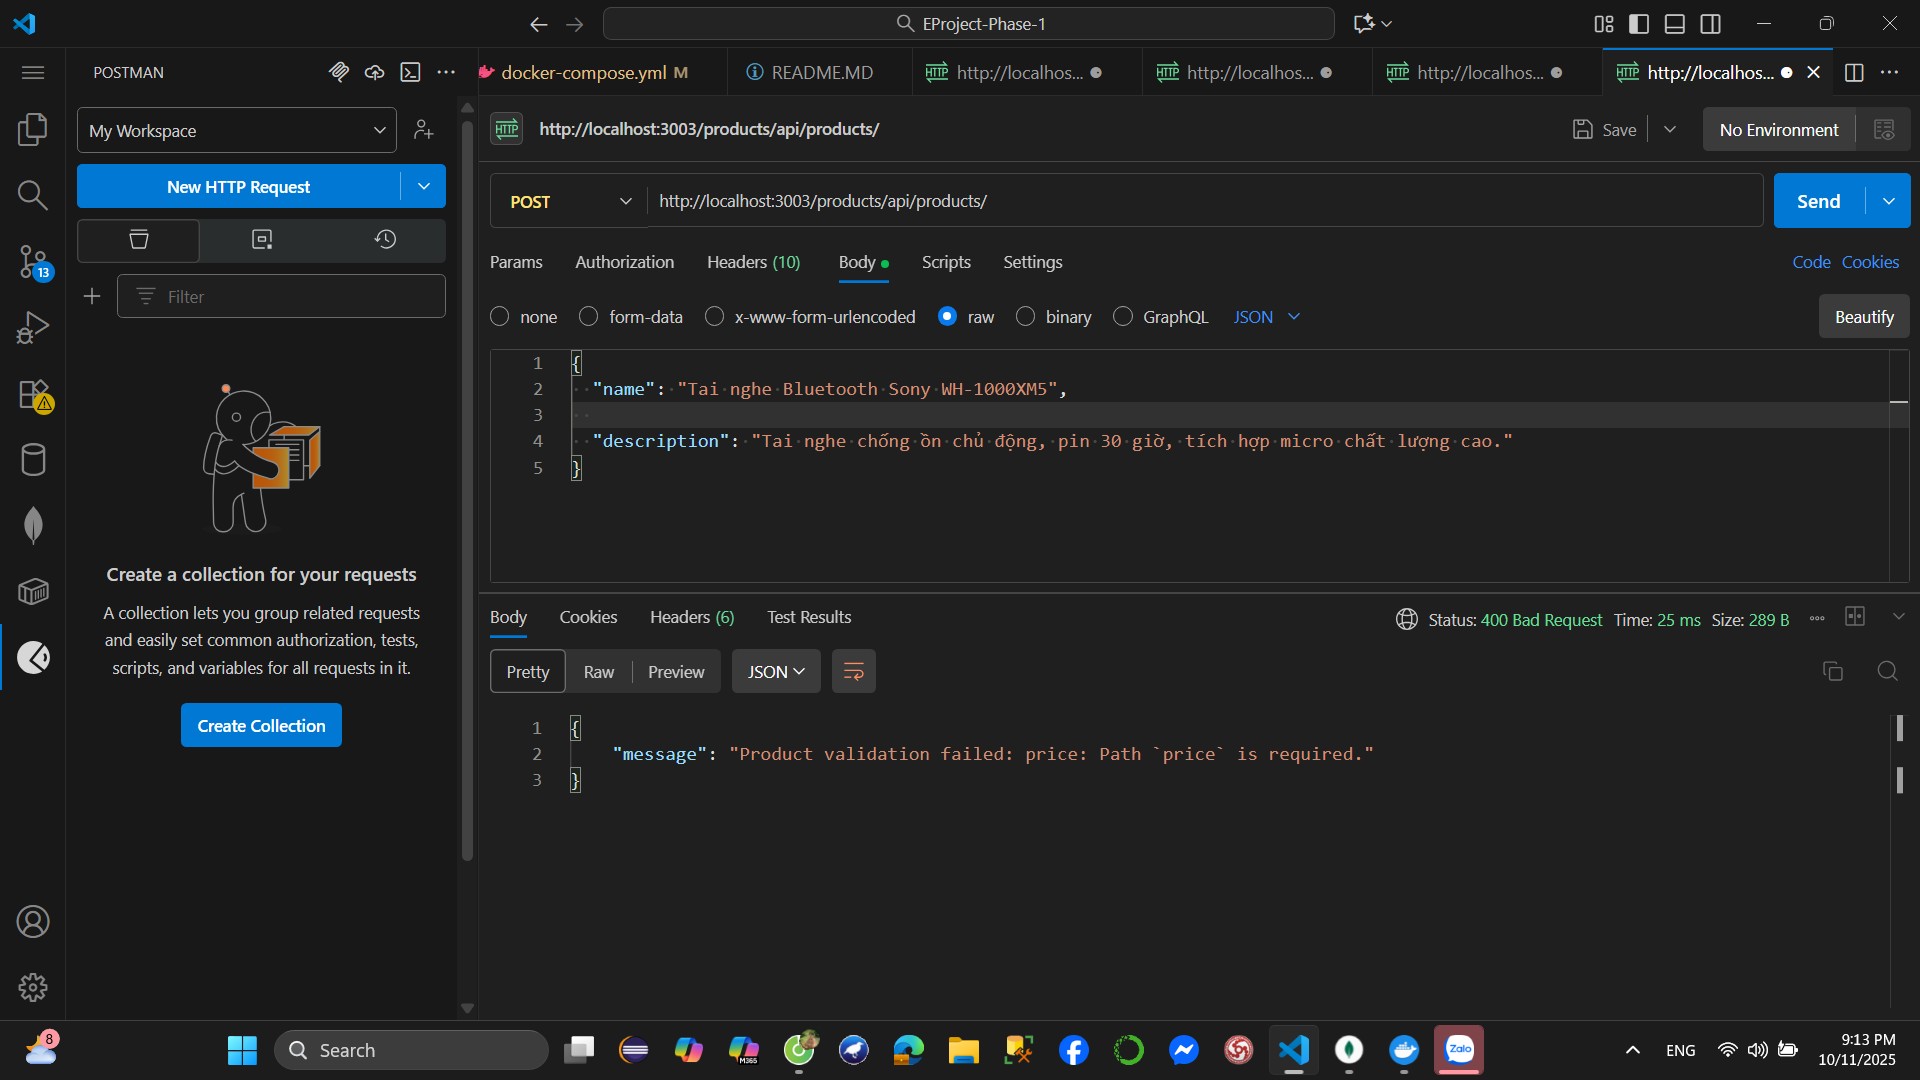 EProject-Phase-1
POSTMAN
docker-compose.yml M
README.MD
http://localhos...
http://localhos...
http://localhos...
http://localhos...
My Workspace
http://localhost:3003/products/api/products/
Save
No Environment
New HTTP Request
POST
http://localhost:3003/products/api/products/
Send
Params
Authorization
Headers (10)
Body
Scripts
Settings
Code
Cookies
13
Filter
none
form-data
x-www-form-urlencoded
raw
binary
GraphQL
JSON
Beautify
1 {
2 "name": "Tai nghe Bluetooth Sony WH-1000XM5",
3
4 "description": "Tai nghe chống ồn chủ động, pin 30 giờ, tích hợp micro chất lượng cao."
5 }
Create a collection for your requests
A collection lets you group related requests
and easily set common authorization, tests,
scripts, and variables for all requests in it.
Create Collection
Body
Cookies
Headers (6)
Test Results
Status: 400 Bad Request Time: 25 ms Size: 289 B
Pretty
Raw
Preview
JSON
1 {
2 "message": "Product validation failed: price: Path `price` is required."
3 }
8
Search
M365
Zalo
ENG
9:13 PM
10/11/2025